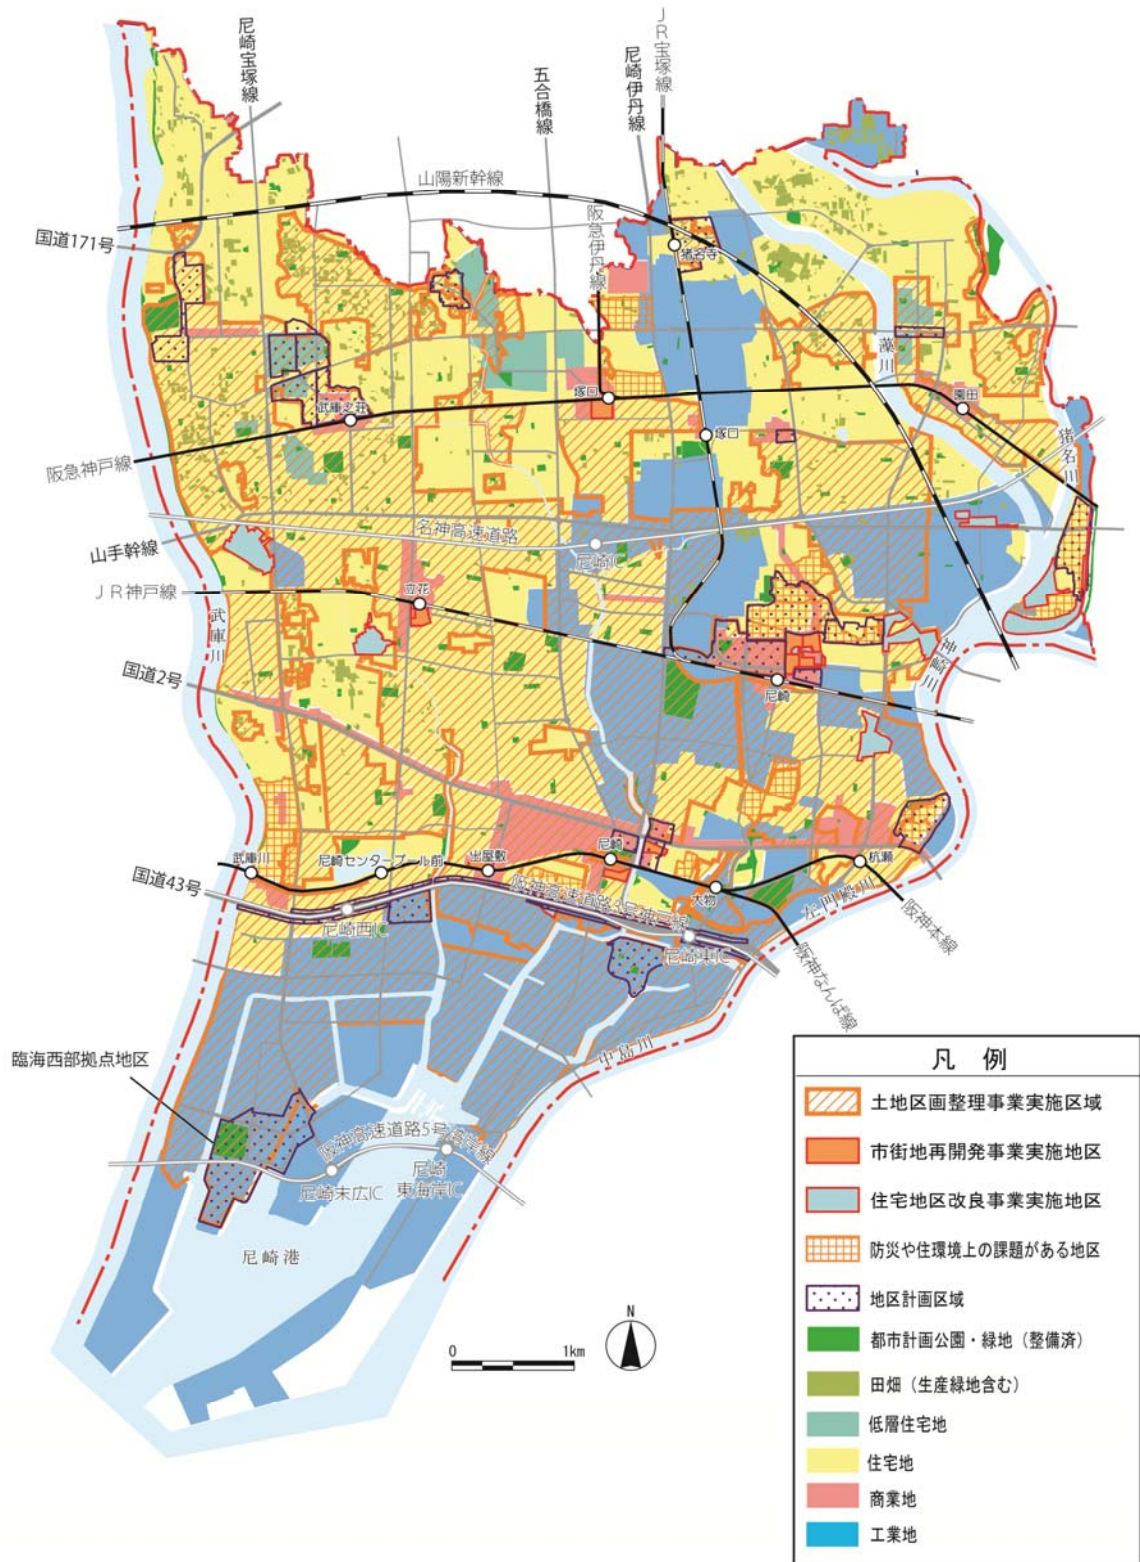 尼崎宝塚線
五合橋線
尼崎伊丹線
JR宝塚線
山陽新幹線
阪急伊丹線
国道171号
猪名寺
藻川
塚口
園田
武庫之荘
塚口
猪名川
阪急神戸線
名神高速道路
山手幹線
尼崎IC
JR神戸線
立花
武庫川
神崎川
国道2号
尼崎
武庫川
尼崎センタープール前
出屋敷
尼崎
杭瀬
国道43号
阪神高速道路3号神戸線
大物
左門殿川
阪神本線
尼崎西IC
尼崎東IC
阪神なんば線
中島川
臨海西部拠点地区
阪神高速道路5号湾岸線
尼崎末広IC
尼崎
東海岸IC
尼崎港
N
0 1km
凡 例
土地区画整理事業実施区域
市街地再開発事業実施地区
住宅地区改良事業実施地区
防災や住環境上の課題がある地区
地区計画区域
都市計画公園・緑地（整備済）
田畑（生産緑地含む）
低層住宅地
住宅地
商業地
工業地